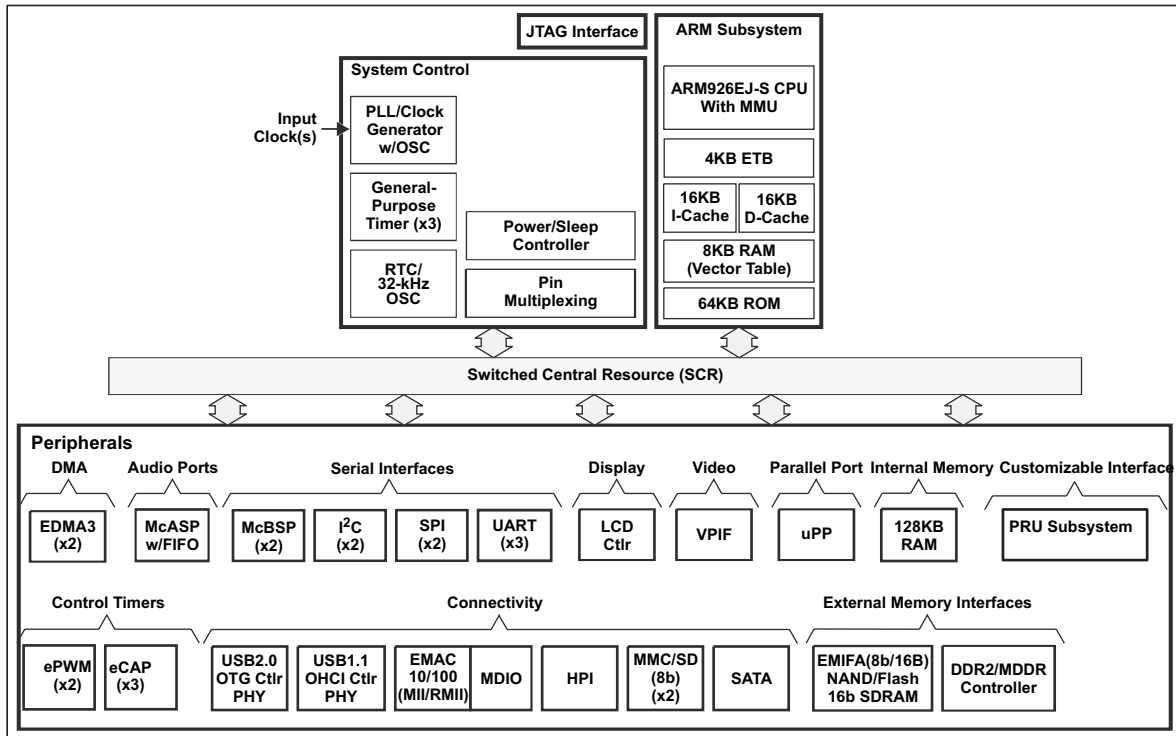 JTAG Interface
ARM Subsystem
System Control
Input
Clock(s)
PLL/Clock
Generator
w/OSC
General-
Purpose
Timer (x3)
RTC/
32-kHz
OSC
Power/Sleep
Controller
Pin
Multiplexing
ARM926EJ-S CPU
With MMU
4KB ETB
16KB
I-Cache
16KB
D-Cache
8KB RAM
(Vector Table)
64KB ROM
Switched Central Resource (SCR)
Peripherals
DMA
Audio Ports
Serial Interfaces
Display
Video
Parallel Port
Internal Memory
Customizable Interface
EDMA3
(x2)
McASP
w/FIFO
McBSP
(x2)
I²C
(x2)
SPI
(x2)
UART
(x3)
LCD
Ctlr
VPIF
uPP
128KB
RAM
PRU Subsystem
Control Timers
Connectivity
External Memory Interfaces
ePWM
(x2)
eCAP
(x3)
USB2.0
OTG Ctlr
PHY
USB1.1
OHCI Ctlr
PHY
EMAC
10/100
(MII/RMII)
MDIO
HPI
MMC/SD
(8b)
(x2)
SATA
EMIFA(8b/16B)
NAND/Flash
16b SDRAM
DDR2/MDDR
Controller